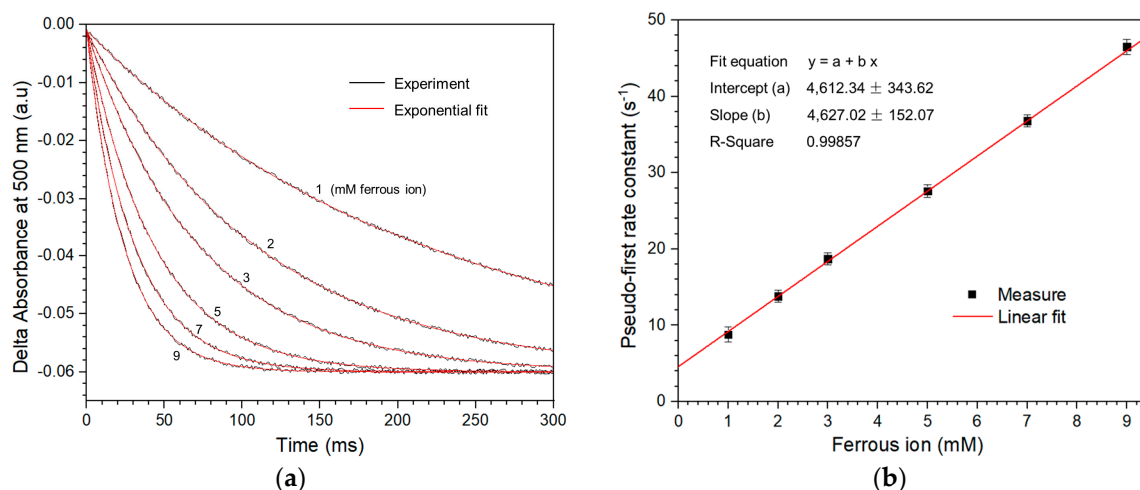 0.00
-0.01
-0.02
-0.03
-0.04
-0.05
-0.06
Delta Absorbance at 500 nm (a.u)
Experiment
Exponential fit
1 (mM ferrous ion)
2
3
5
7
9
0 50 100 150 200 250 300
Time (ms)
(a)
50
40
30
20
10
0
Pseudo-first rate constant (s⁻¹)
Fit equation y = a + b x
Intercept (a) 4,612.34 ± 343.62
Slope (b) 4,627.02 ± 152.07
R-Square 0.99857
Measure
Linear fit
0 1 2 3 4 5 6 7 8 9
Ferrous ion (mM)
(b)